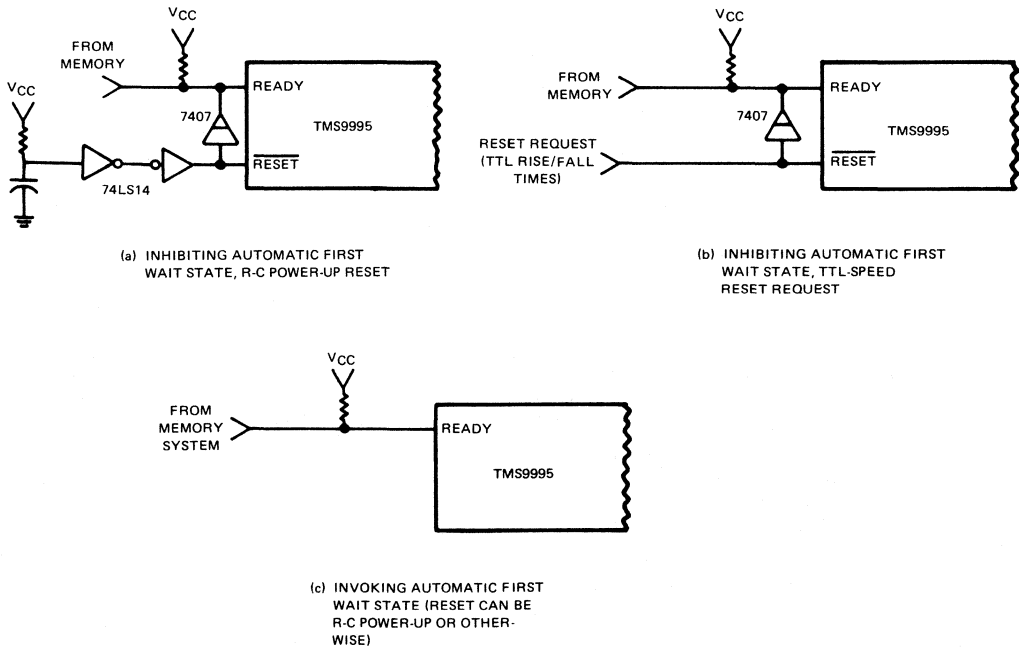 VCC
FROM
MEMORY
VCC
READY
7407
TMS9995
RESET
74LS14
(a) INHIBITING AUTOMATIC FIRST
WAIT STATE, R-C POWER-UP RESET
VCC
FROM
MEMORY
READY
7407
TMS9995
RESET REQUEST
(TTL RISE/FALL
TIMES)
RESET
(b) INHIBITING AUTOMATIC FIRST
WAIT STATE, TTL-SPEED
RESET REQUEST
VCC
FROM
MEMORY
SYSTEM
READY
TMS9995
(c) INVOKING AUTOMATIC FIRST
WAIT STATE (RESET CAN BE
R-C POWER-UP OR OTHER-
WISE)